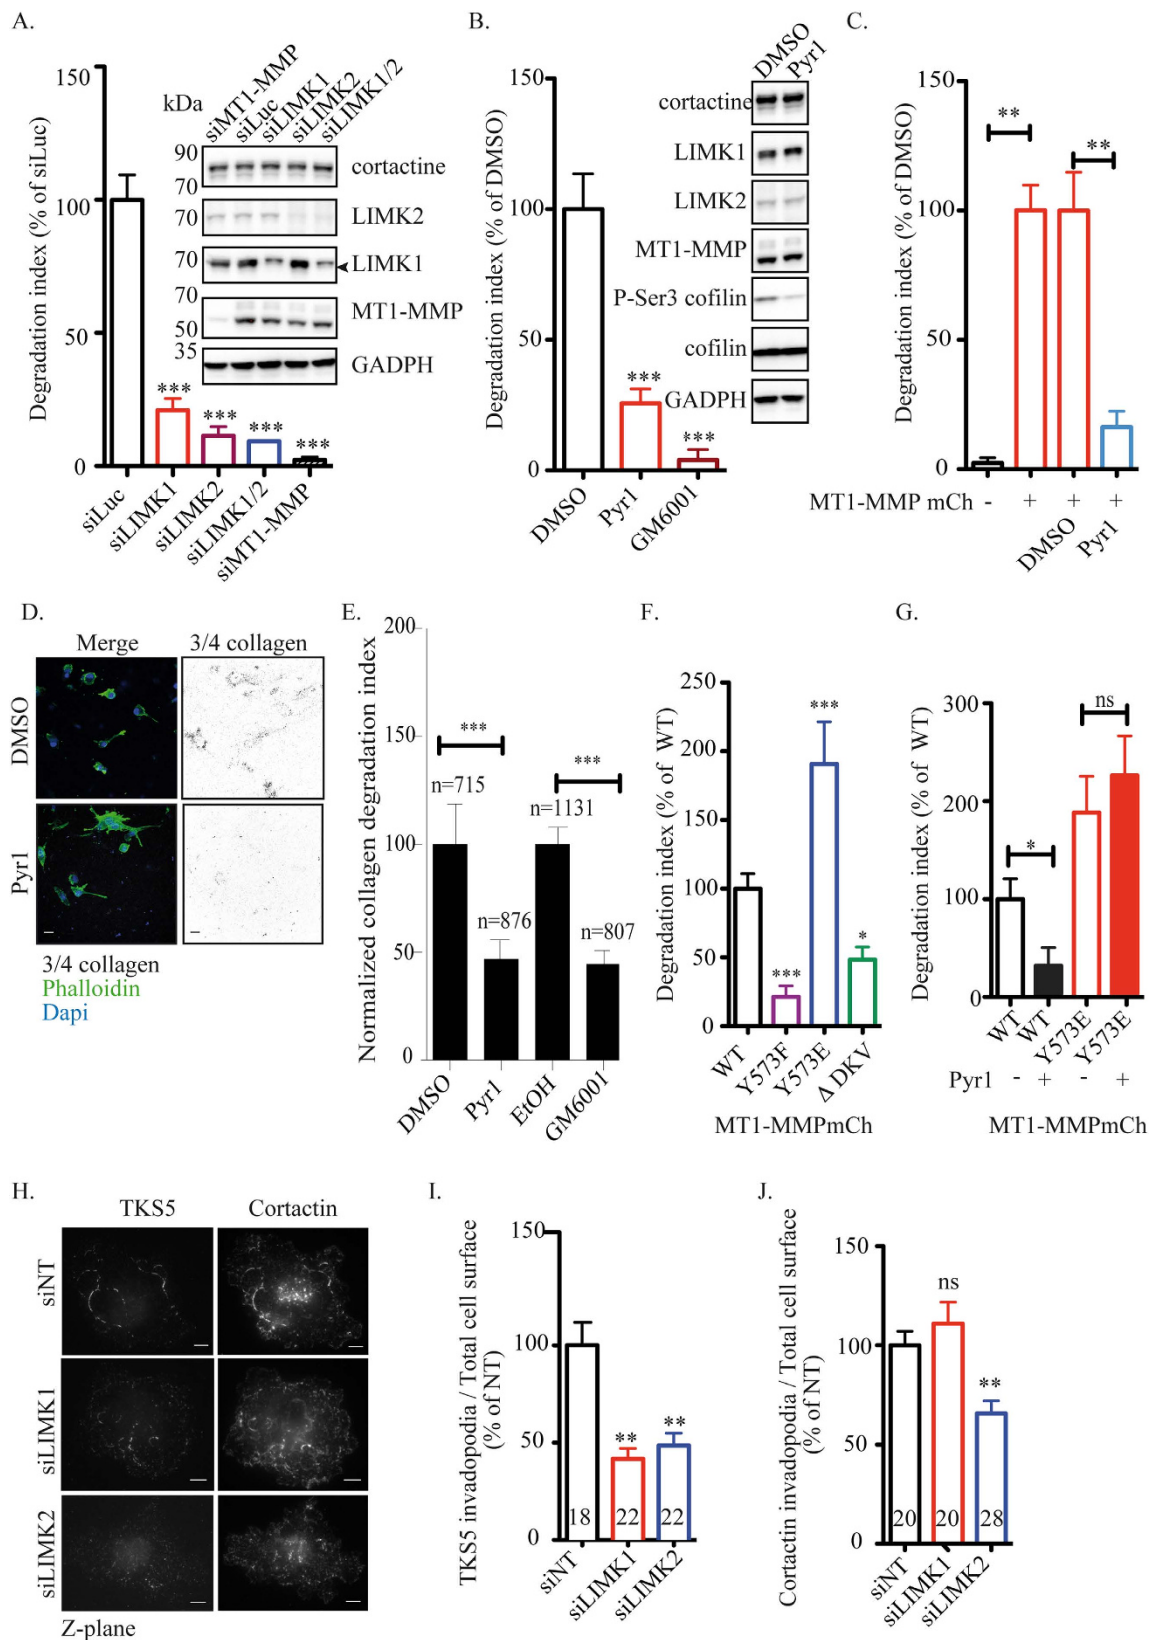 A.
Degradation index (% of siLuc)
150
100
50
0
kDa
siMT1-MMP
siLuc
siLIMK1
siLIMK2
siLIMK1/2
90
70
cortactine
70
LIMK2
70
LIMK1
70
50
MT1-MMP
35
GADPH
***
***
***
***
siLuc
siLIMK1
siLIMK2
siLIMK1/2
siMT1-MMP
B.
Degradation index (% of DMSO)
150
100
50
0
DMSO
Pyr1
cortactine
LIMK1
LIMK2
MT1-MMP
P-Ser3 cofilin
cofilin
GADPH
***
***
DMSO
Pyr1
GM6001
C.
Degradation index (% of DMSO)
150
100
50
0
**
**
MT1-MMP mCh - + + +
DMSO
Pyr1
D.
Merge 3/4 collagen
DMSO
Pyr1
3/4 collagen
Phalloidin
Dapi
E.
Normalized collagen degradation index
200
150
100
50
0
***
***
n=715
n=876
n=1131
n=807
DMSO
Pyr1
EtOH
GM6001
F.
Degradation index (% of WT)
250
200
150
100
50
0
***
***
*
WT
Y573F
Y573E
Δ DKV
MT1-MMPmCh
G.
Degradation index (% of WT)
300
200
100
0
*
ns
WT
WT
Y573E
Y573E
Pyr1 - + - +
MT1-MMPmCh
H.
TKS5 Cortactin
siNT
siLIMK1
siLIMK2
Z-plane
I.
TKS5 invadopodia / Total cell surface
(% of NT)
150
100
50
0
**
**
18 22 22
siNT
siLIMK1
siLIMK2
J.
Cortactin invadopodia / Total cell surface
(% of NT)
150
100
50
0
ns
**
20 20 28
siNT
siLIMK1
siLIMK2